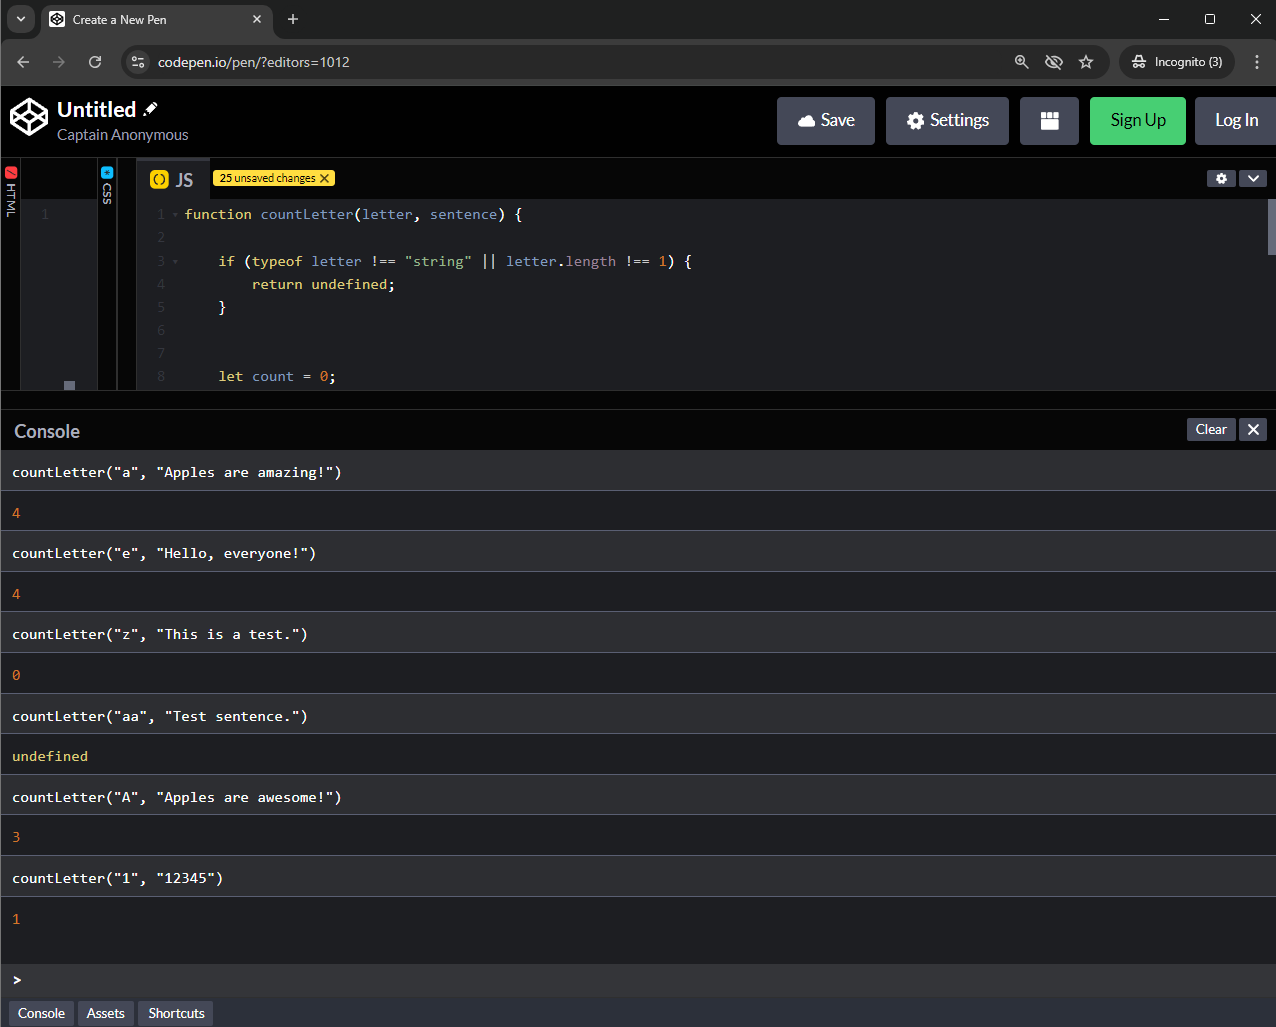 Create a New Pen
codepen.io/pen/?editors=1012
Incognito (3)
Untitled
Captain Anonymous
Save
Settings
Sign Up
Log In
HTML
1
CSS
JS
25 unsaved changes
1 function countLetter(letter, sentence) {
2
3 if (typeof letter !== "string" || letter.length !== 1) {
4 return undefined;
5 }
6
7
8 let count = 0;
Console
Clear
countLetter("a", "Apples are amazing!")
4
countLetter("e", "Hello, everyone!")
4
countLetter("z", "This is a test.")
0
countLetter("aa", "Test sentence.")
undefined
countLetter("A", "Apples are awesome!")
3
countLetter("1", "12345")
1
>
Console
Assets
Shortcuts